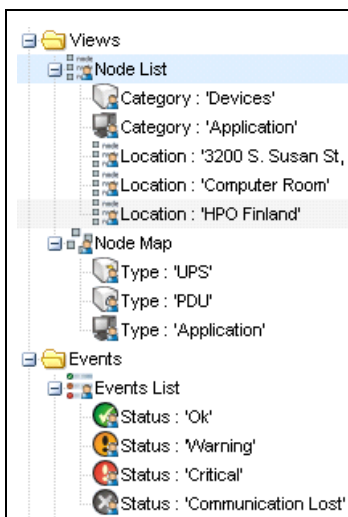 Views
Node List
Category : 'Devices'
Category : 'Application'
Location : '3200 S. Susan St,
Location : 'Computer Room'
Location : 'HPO Finland'
Node Map
Type : 'UPS'
Type : 'PDU'
Type : 'Application'
Events
Events List
Status : 'Ok'
Status : 'Warning'
Status : 'Critical'
Status : 'Communication Lost'